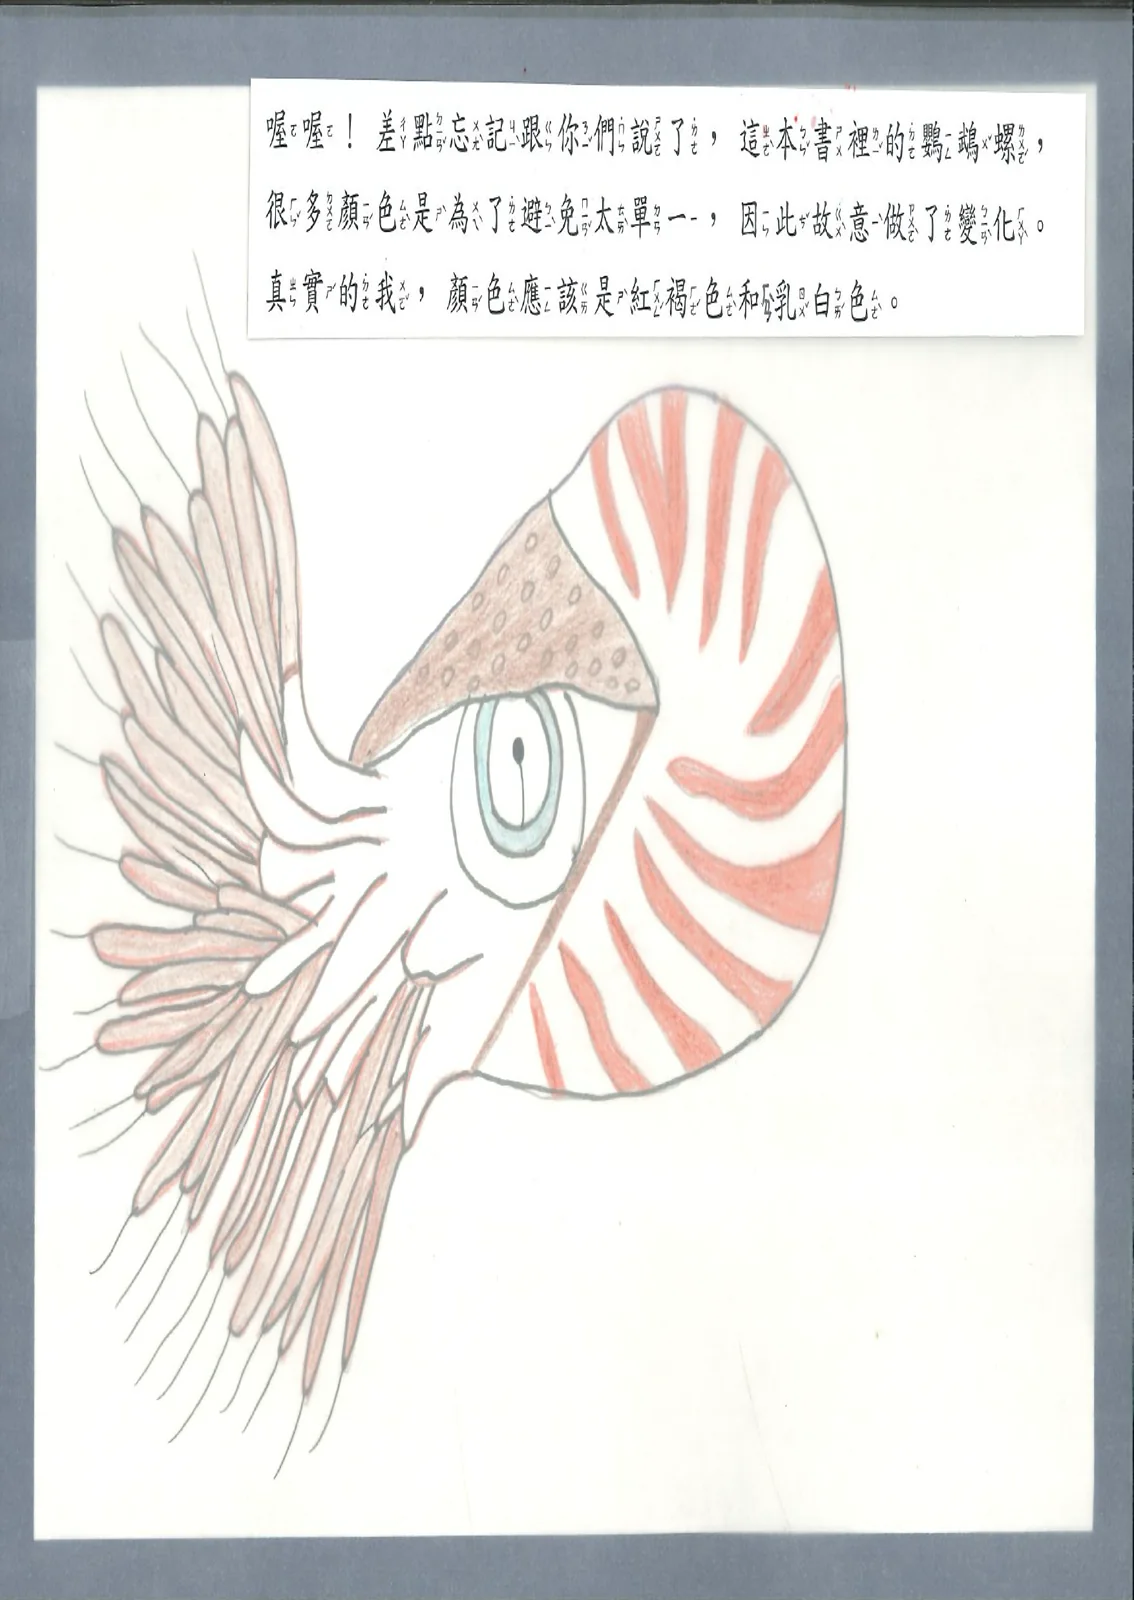 喔喔！差點忘記跟你們說了，這本書裡的鸚鵡螺，
很多顏色是為了避免太單一，因此故意做了變化。
真實的我，顏色應該是紅褐色和乳白色。